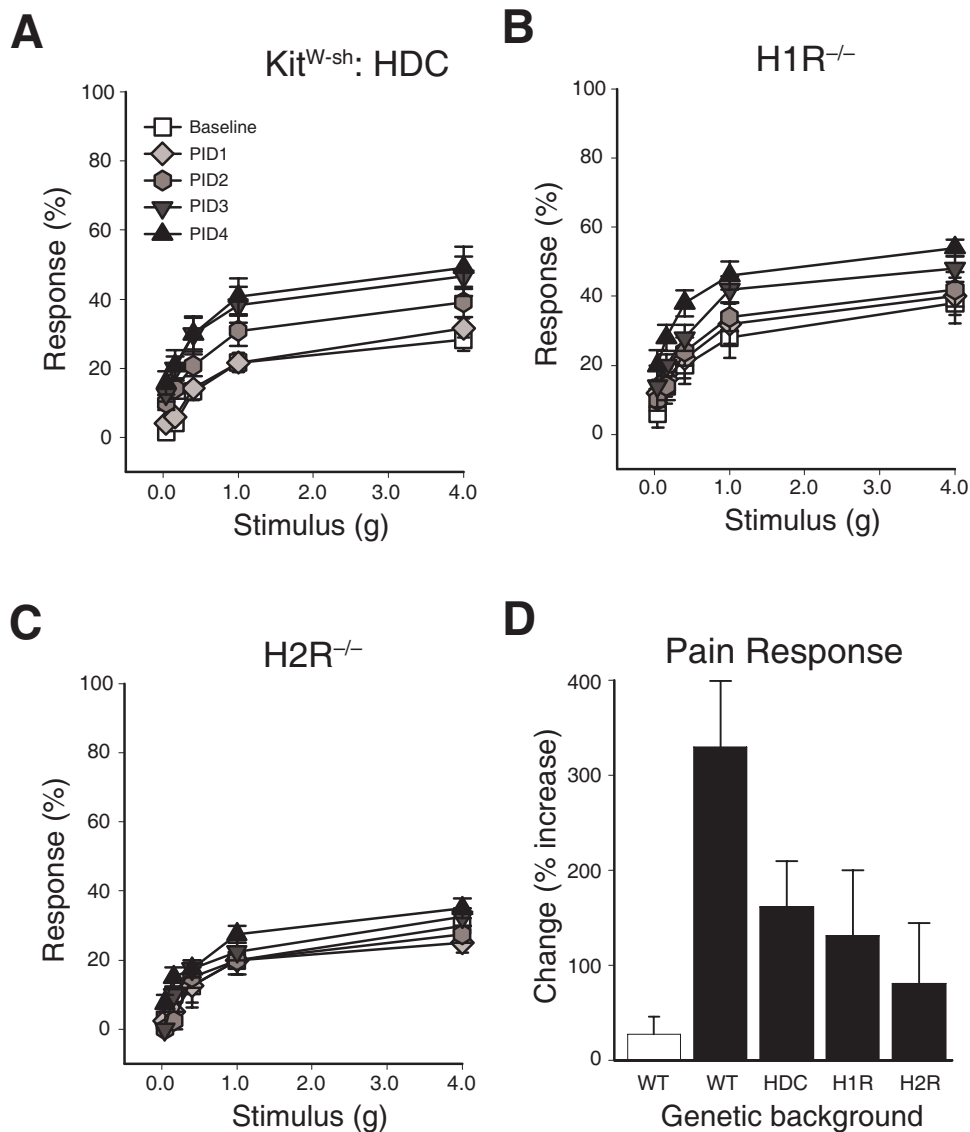 A
Kit^W-sh: HDC
100
80
60
40
20
0
Response (%)
Baseline
PID1
PID2
PID3
PID4
0.0 1.0 2.0 3.0 4.0
Stimulus (g)
B
H1R^–/–
100
80
60
40
20
0
Response (%)
0.0 1.0 2.0 3.0 4.0
Stimulus (g)
C
H2R^–/–
100
80
60
40
20
0
Response (%)
0.0 1.0 2.0 3.0 4.0
Stimulus (g)
D
Pain Response
400
300
200
100
0
Change (% increase)
WT WT HDC H1R H2R
Genetic background